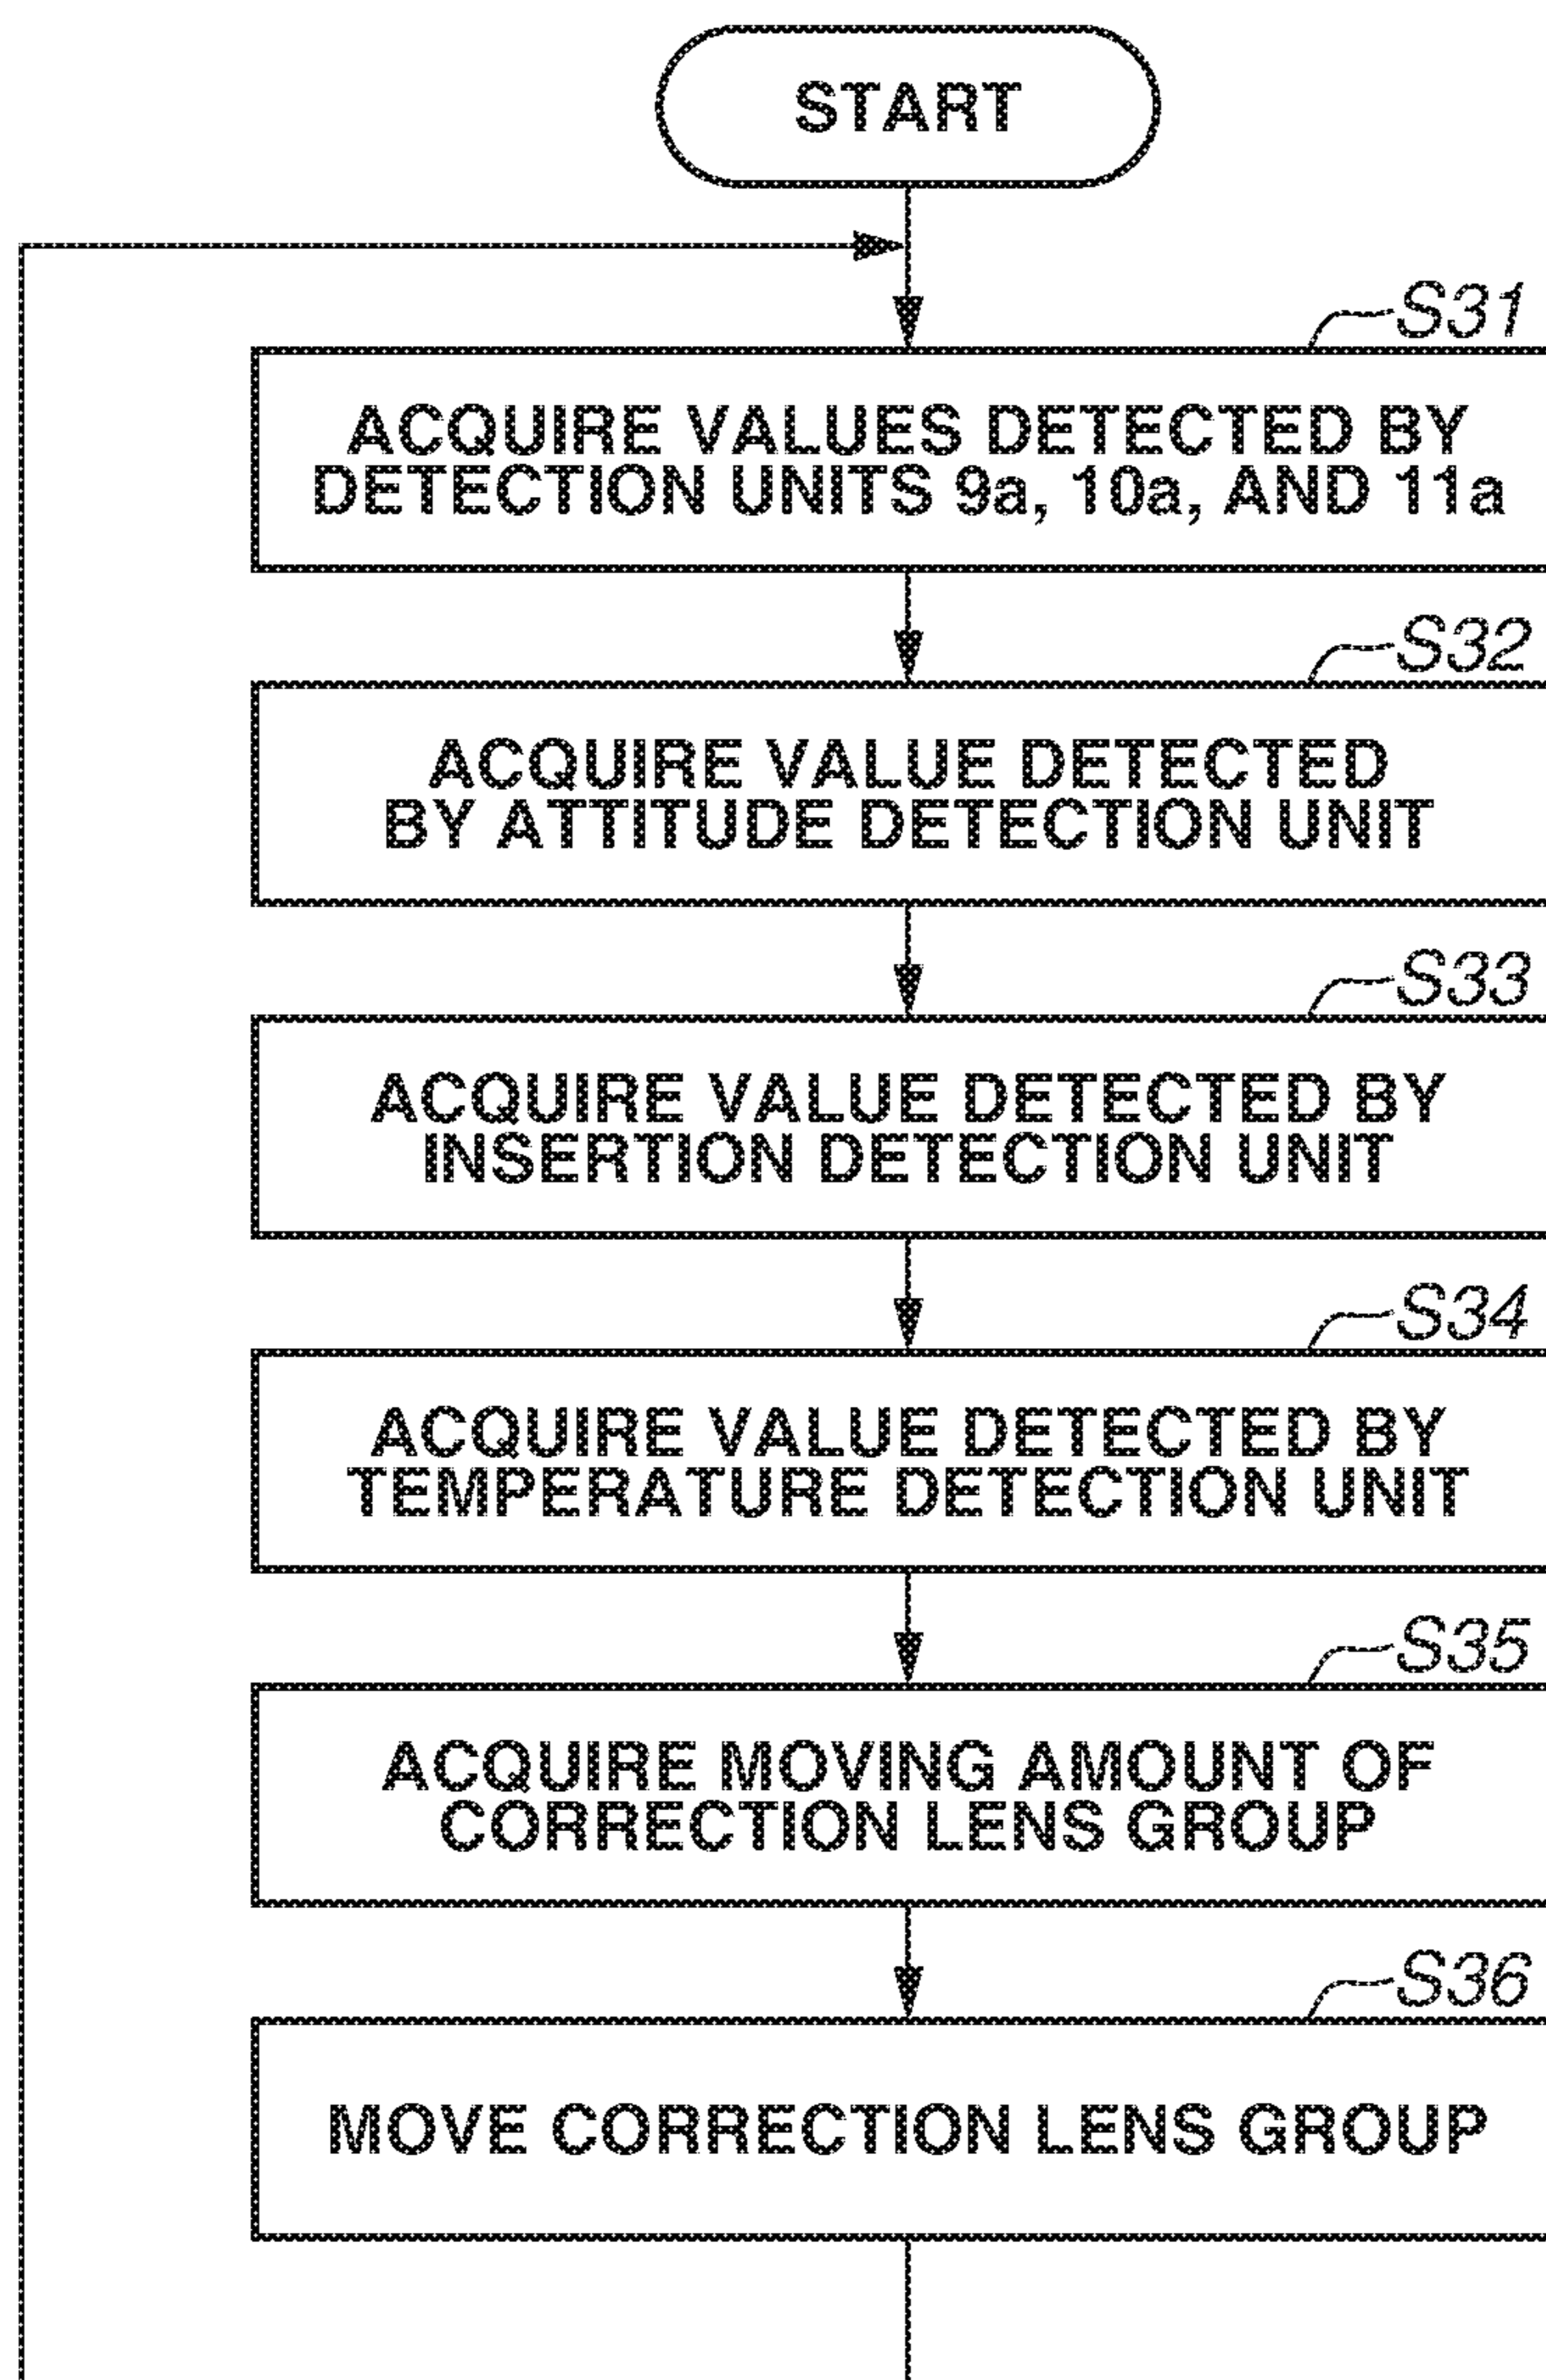 START
S31
ACQUIRE VALUES DETECTED BY
DETECTION UNITS 9a, 10a, AND 11a
S32
ACQUIRE VALUE DETECTED
BY ATTITUDE DETECTION UNIT
S33
ACQUIRE VALUE DETECTED BY
INSERTION DETECTION UNIT
S34
ACQUIRE VALUE DETECTED BY
TEMPERATURE DETECTION UNIT
S35
ACQUIRE MOVING AMOUNT OF
CORRECTION LENS GROUP
S36
MOVE CORRECTION LENS GROUP